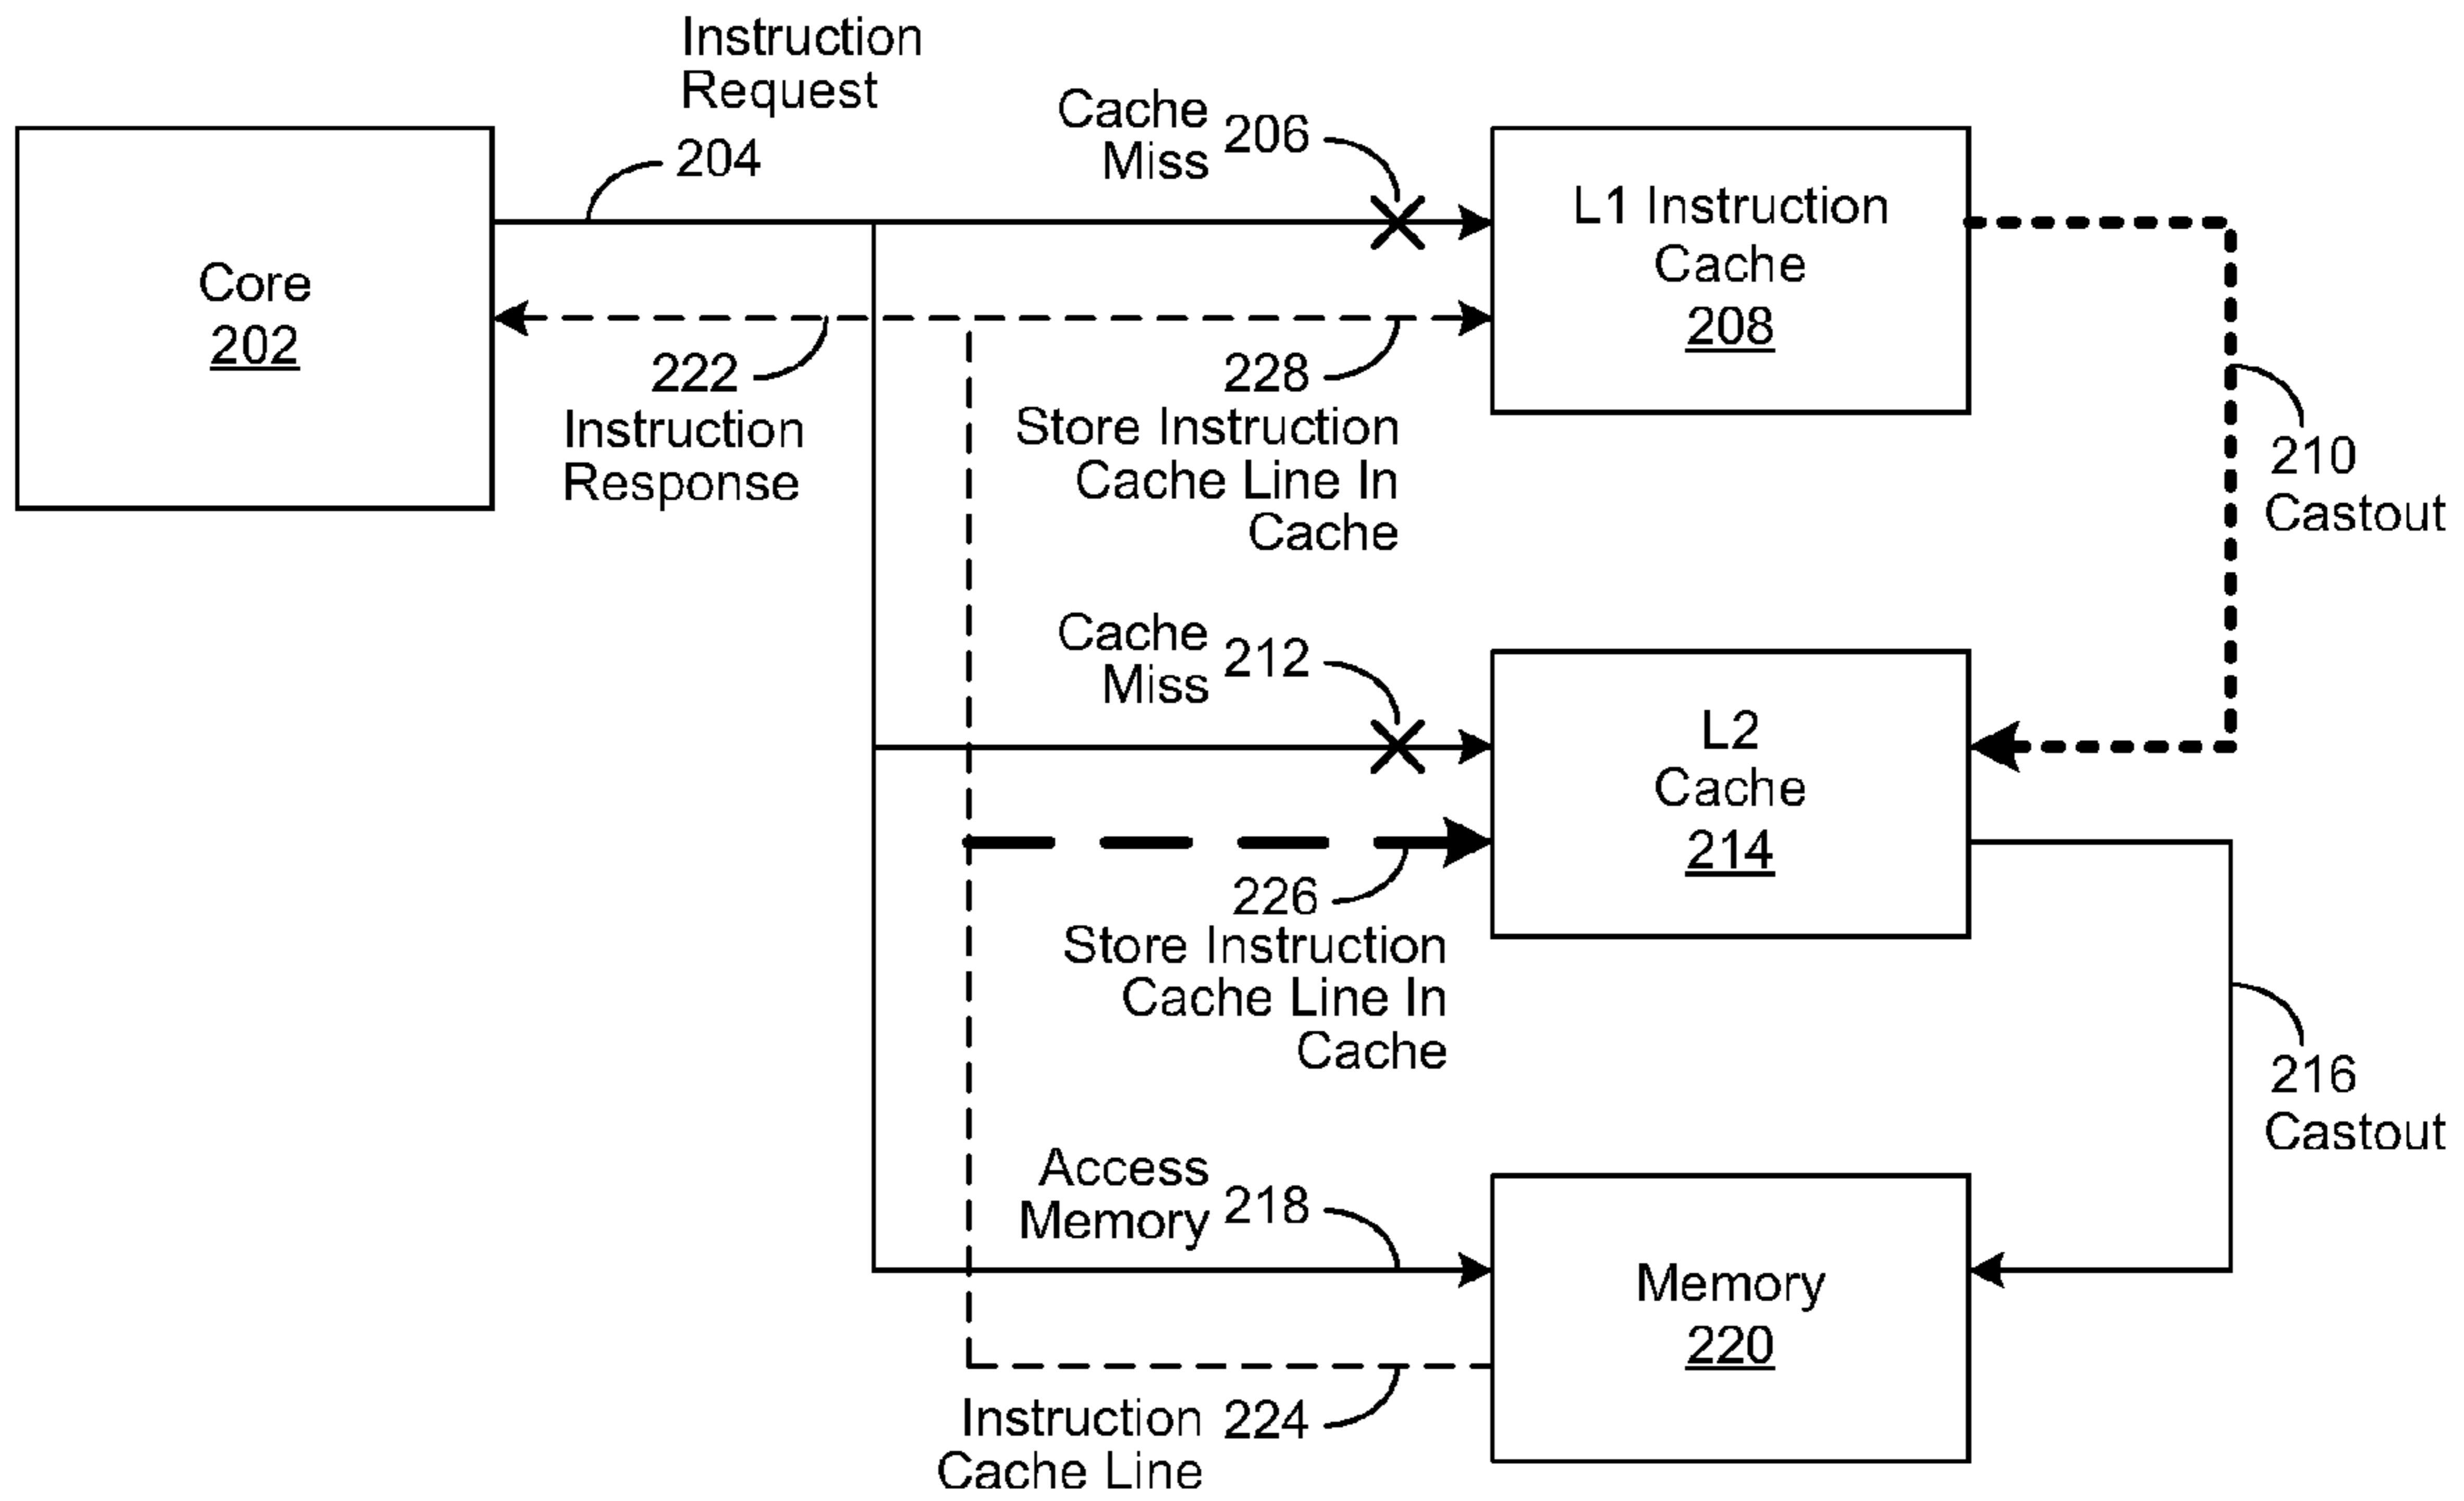 Instruction
Request
204
Cache
Miss
206
L1 Instruction
Cache
208
Core
202
222
Instruction
Response
228
Store Instruction
Cache Line In
Cache
210
Castout
Cache
Miss
212
L2
Cache
214
226
Store Instruction
Cache Line In
Cache
216
Castout
Access
Memory
218
Memory
220
Instruction
Cache Line
224